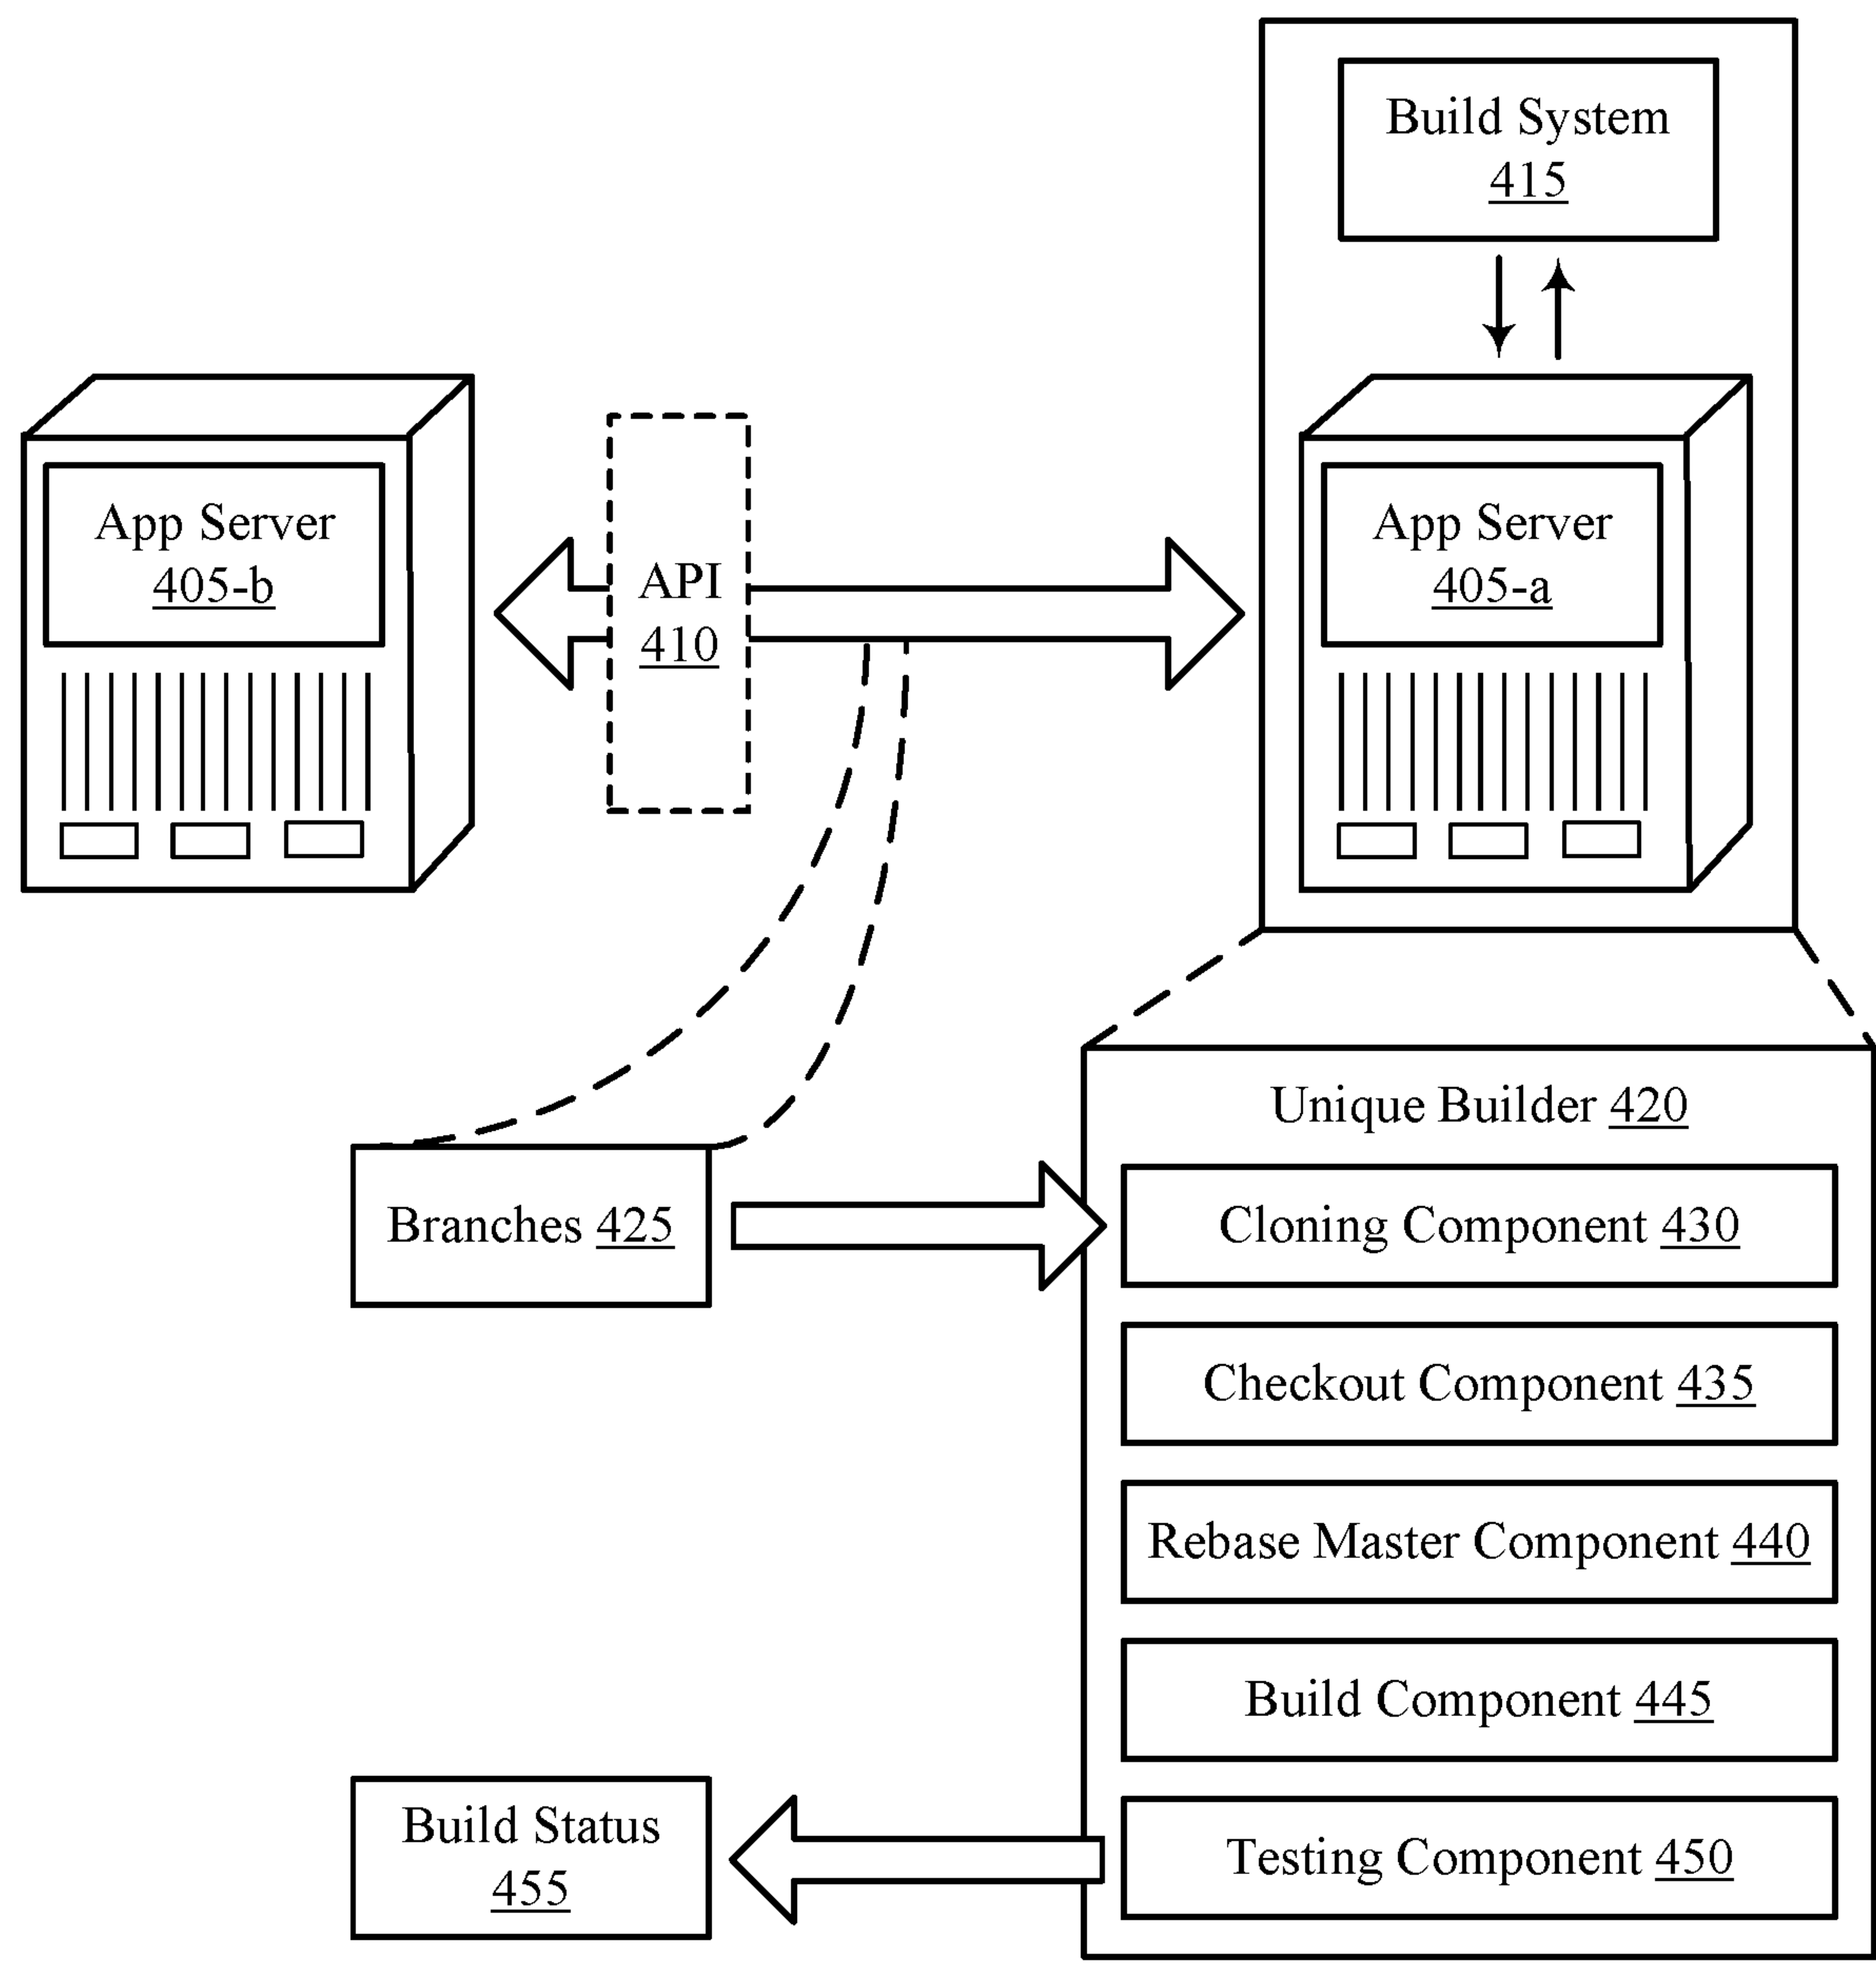 Build System
415
App Server
405-b
API
410
App Server
405-a
Unique Builder 420
Branches 425
Cloning Component 430
Checkout Component 435
Rebase Master Component 440
Build Component 445
Build Status
455
Testing Component 450